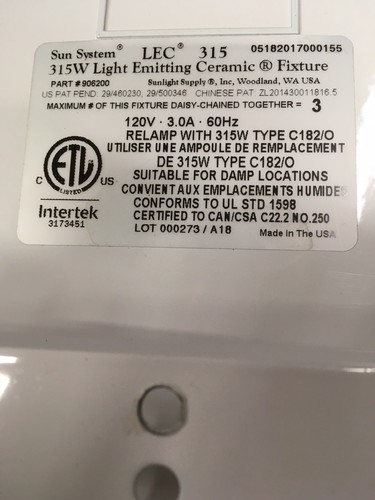 Sun System® LEC® 315 05182017000155
315W Light Emitting Ceramic ® Fixture
PART # 906200 Sunlight Supply®, Inc, Woodland, WA USA
US PAT PEND. 29/460230, 29/500346 CHINESE PAT. ZL201430011816.5
MAXIMUM # OF THIS FIXTURE DAISY-CHAINED TOGETHER = 3
120V · 3.0A · 60Hz
RELAMP WITH 315W TYPE C182/O
UTILISER UNE AMPOULE DE REMPLACEMENT
DE 315W TYPE C182/O
SUITABLE FOR DAMP LOCATIONS
CONVIENT AUX EMPLACEMENTS HUMIDES
CONFORMS TO UL STD 1598
CERTIFIED TO CAN/CSA C22.2 NO.250
LOT 000273 / A18 Made In The USA
ETL
LISTED
C US
Intertek
3173451